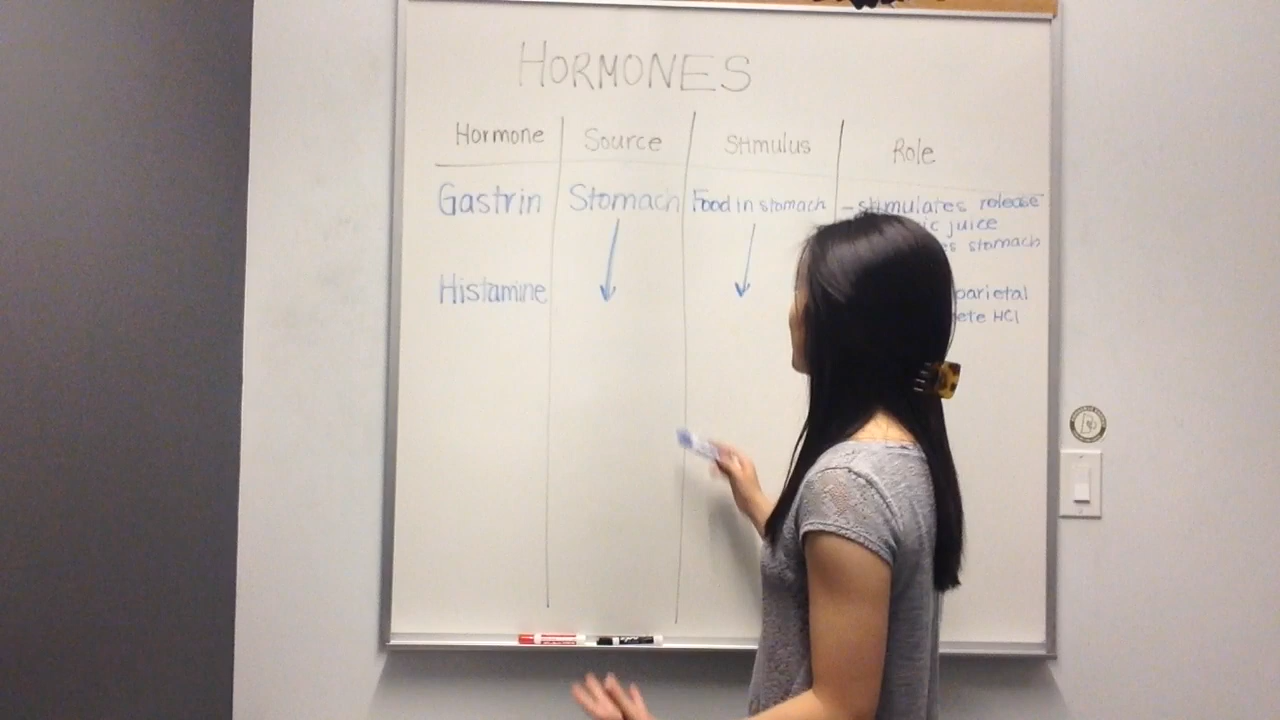 HORMONES
Hormone Source Stimulus Role
Gastrin Stomach Food in stomach - stimulates release
juice
stomach
Histamine parietal
HCl